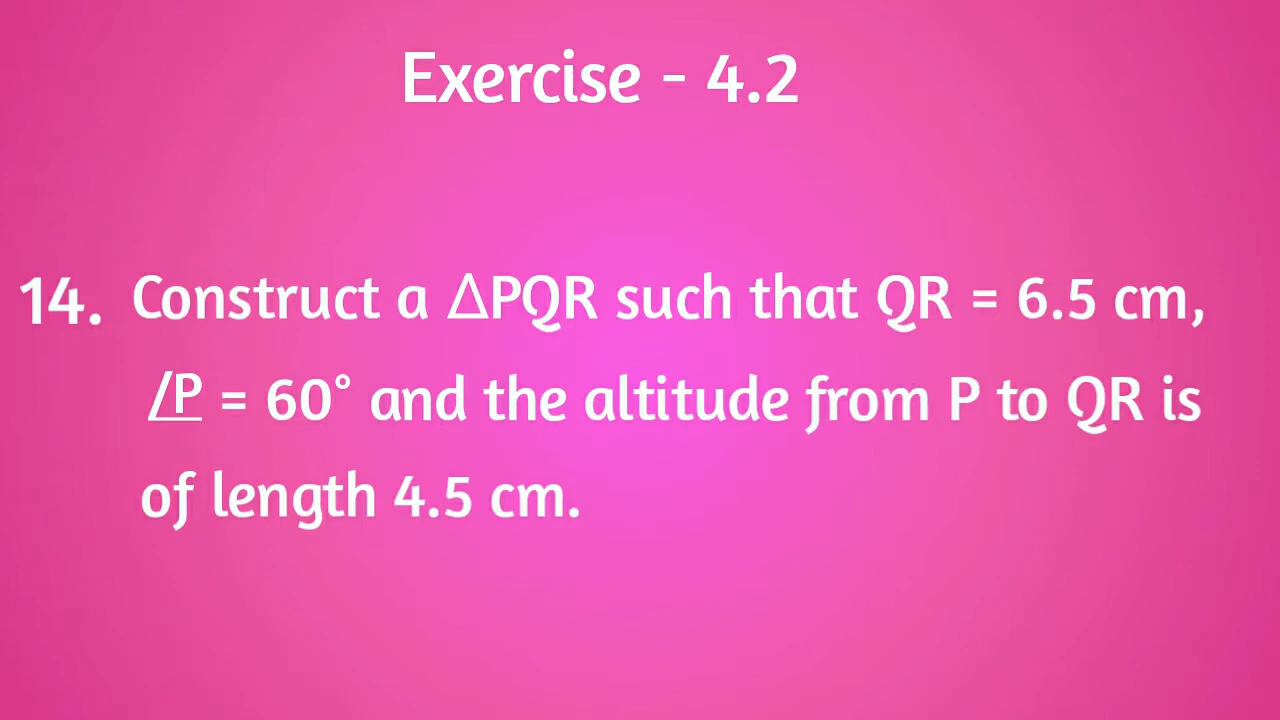 Exercise - 4.2
14. Construct a ΔPQR such that QR = 6.5 cm,
∠P = 60° and the altitude from P to QR is
of length 4.5 cm.